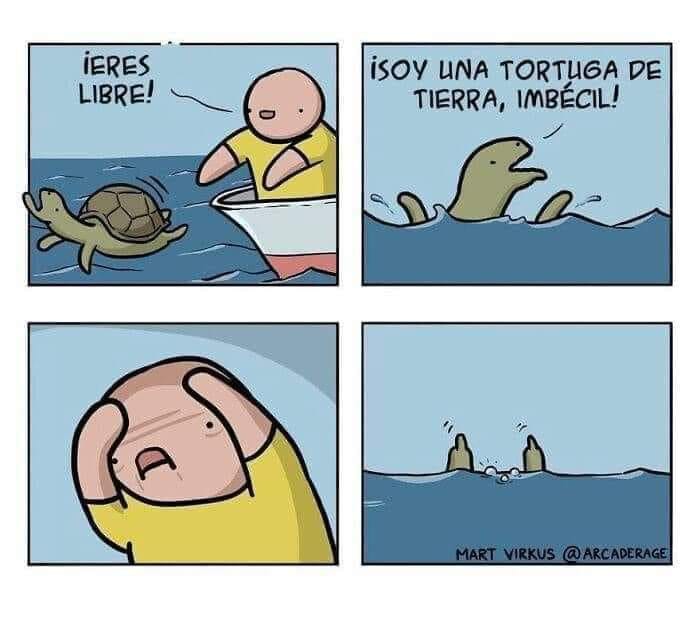 ¡ERES
LIBRE!
¡SOY UNA TORTUGA DE
TIERRA, IMBÉCIL!
MART VIRKUS @ARCADERAGE